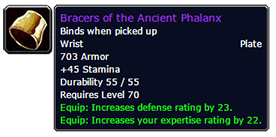 Bracers of the Ancient Phalanx
Binds when picked up
Wrist Plate
703 Armor
+45 Stamina
Durability 55 / 55
Requires Level 70
Equip: Increases defense rating by 23.
Equip: Increases your expertise rating by 22.